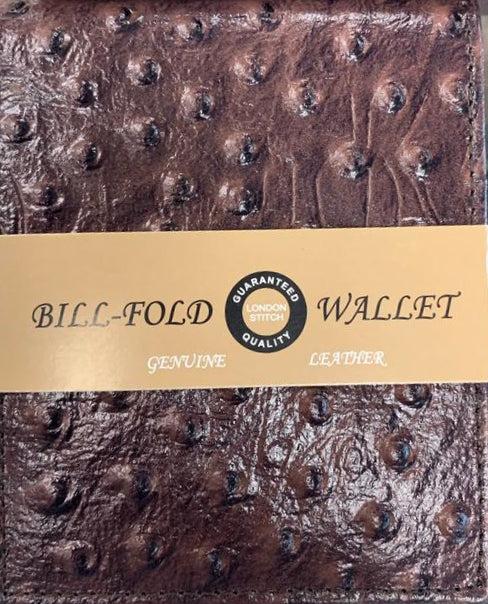 BILL-FOLD
GUARANTEED
LONDON
STITCH
QUALITY
WALLET
GENUINE LEATHER